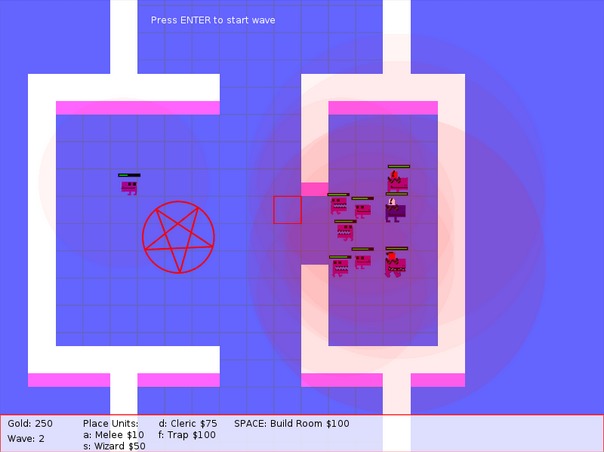 Press ENTER to start wave
Gold: 250
Wave: 2
Place Units:
a: Melee $10
s: Wizard $50
d: Cleric $75
f: Trap $100
SPACE: Build Room $100